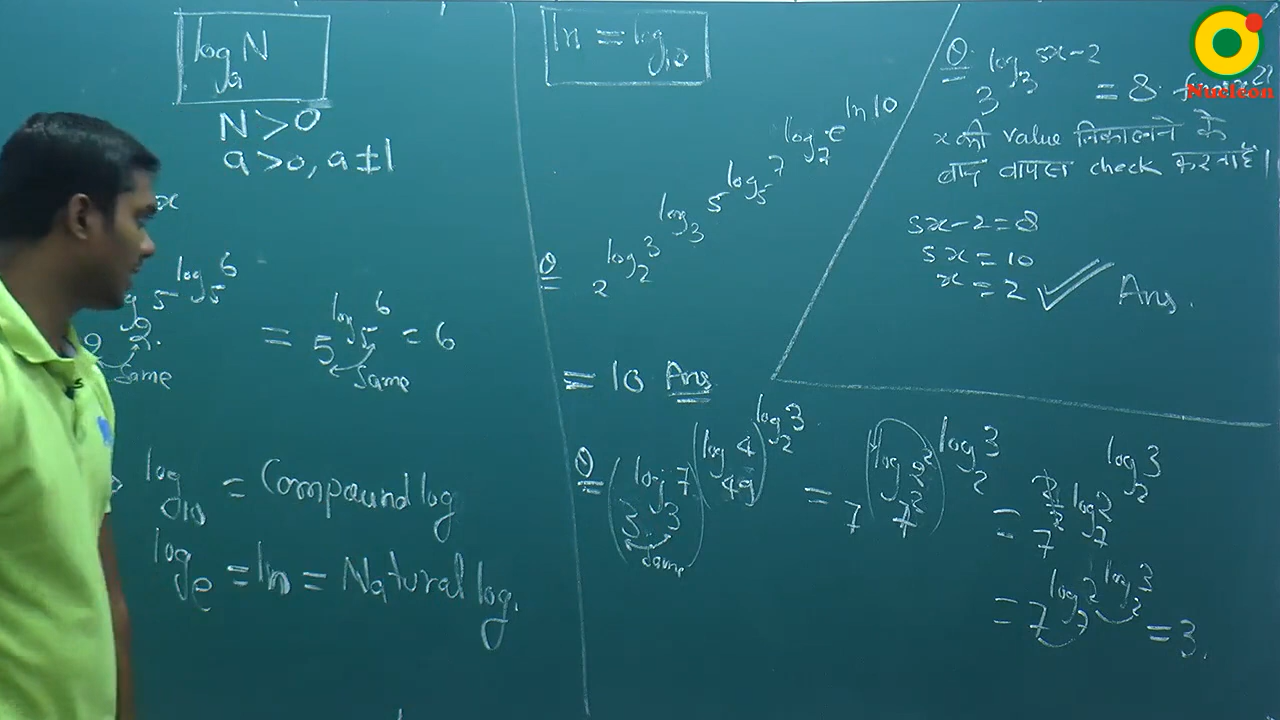 log_a N
N > 0
a > 0, a ≠ 1
x
5^{log_5 6}
9
Same
= 5^{log_5 6} = 6
Same
log_10 = Compound log
log_e = ln = Natural log.
ln = log_10
Q 2^{log_2 3^{log_3 5^{log_5 7^{log_7 e^{ln 10}}}}}
= 10 Ans
Q (3^{log_3 7})^{(log_49 4)^{log_2 3}} = 7^{(log_{7^2} 2^2)^{log_2 3}} = 7^{2/2 log_7 2^{log_2 3}}
Same
= 7^{log_7 2^{log_2 3}} = 3.
Q 3^{log_3 5x-2} = 8.
x की value निकालने के
बाद वापस check करना है।
5x-2 = 8
5x = 10
x = 2 ✓ Ans.
Nucleon